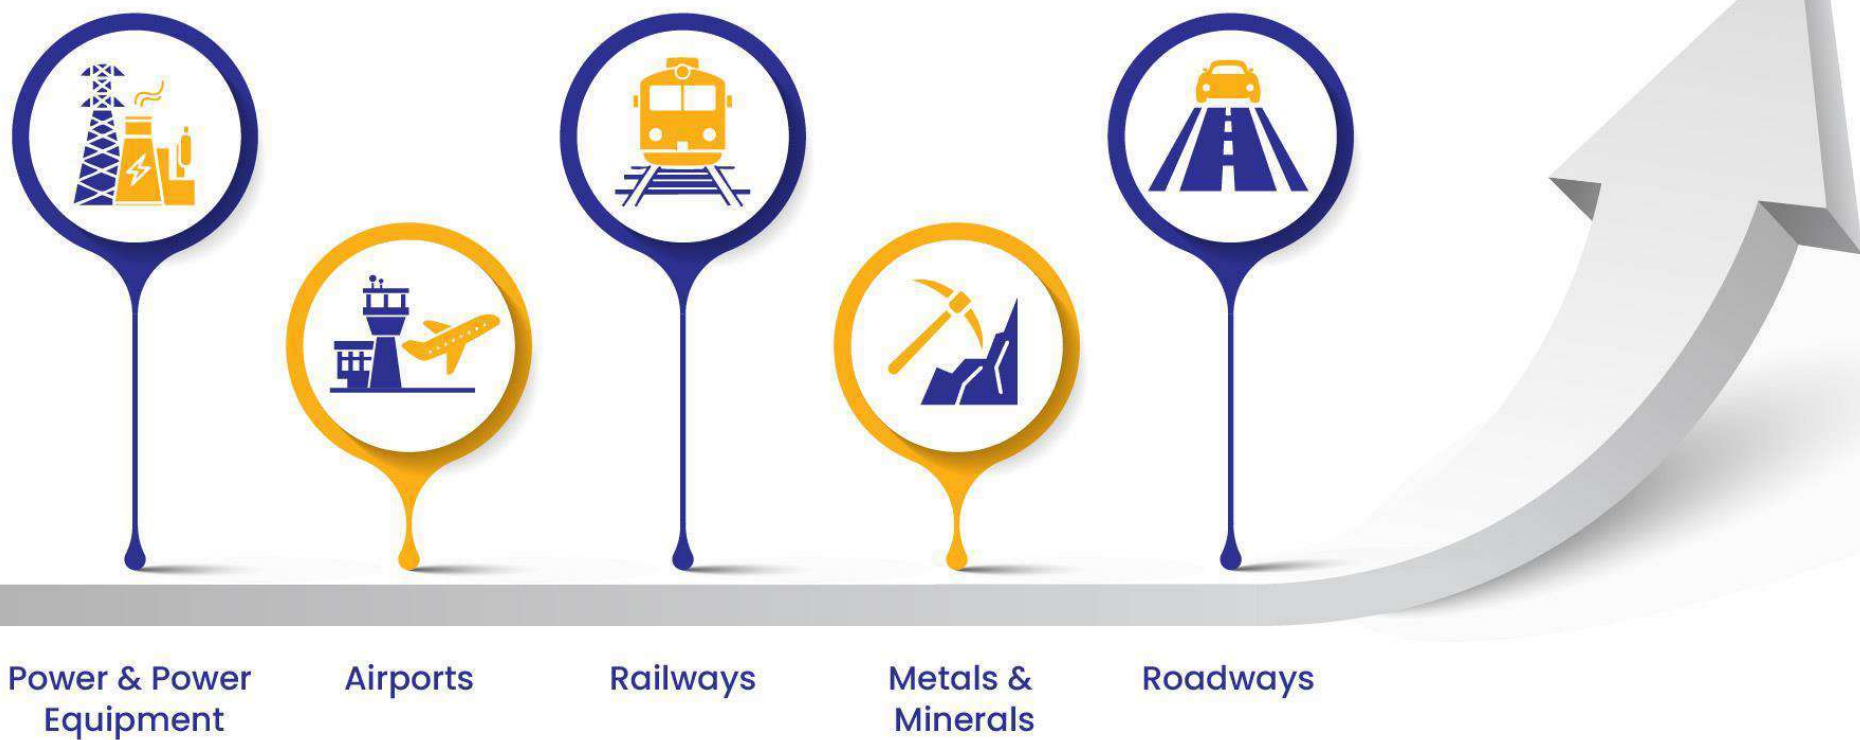 Power & Power
Equipment
Airports
Railways
Metals &
Minerals
Roadways